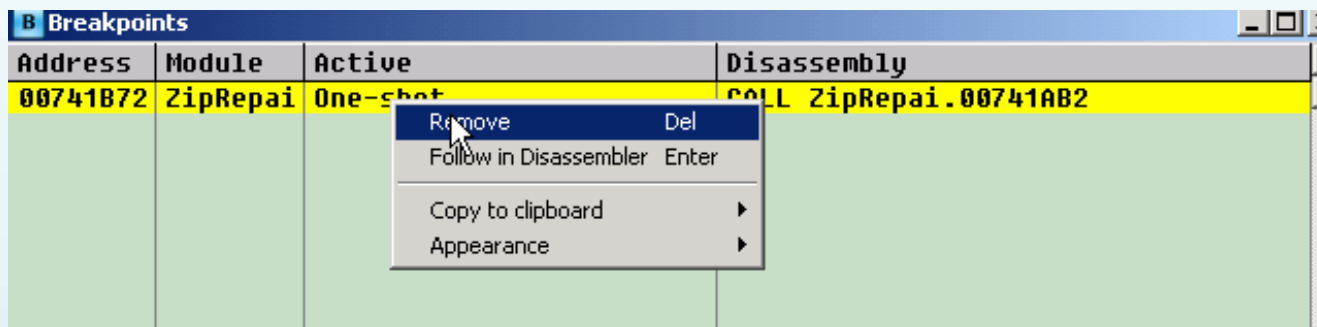 B Breakpoints
Address Module Active Disassembly
00741B72 ZipRepai One-shot CALL ZipRepai.00741AB2
Remove Del
Follow in Disassembler Enter
Copy to clipboard
Appearance